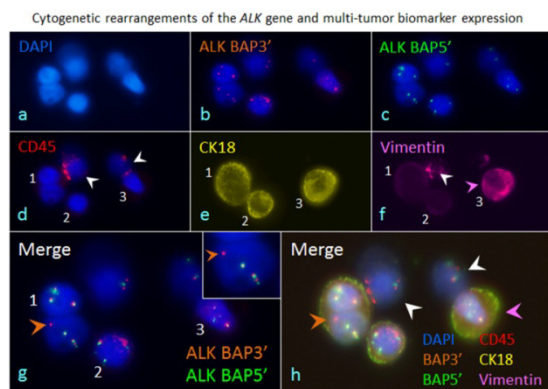 Cytogenetic rearrangements of the ALK gene and multi-tumor biomarker expression
DAPI
a
ALK BAP3'
b
ALK BAP5'
c
CD45
1
2
3
d
CK18
1
2
3
e
Vimentin
1
2
3
f
Merge
1
2
3
g
ALK BAP3'
ALK BAP5'
Merge
h
DAPI CD45
BAP3' CK18
BAP5' Vimentin